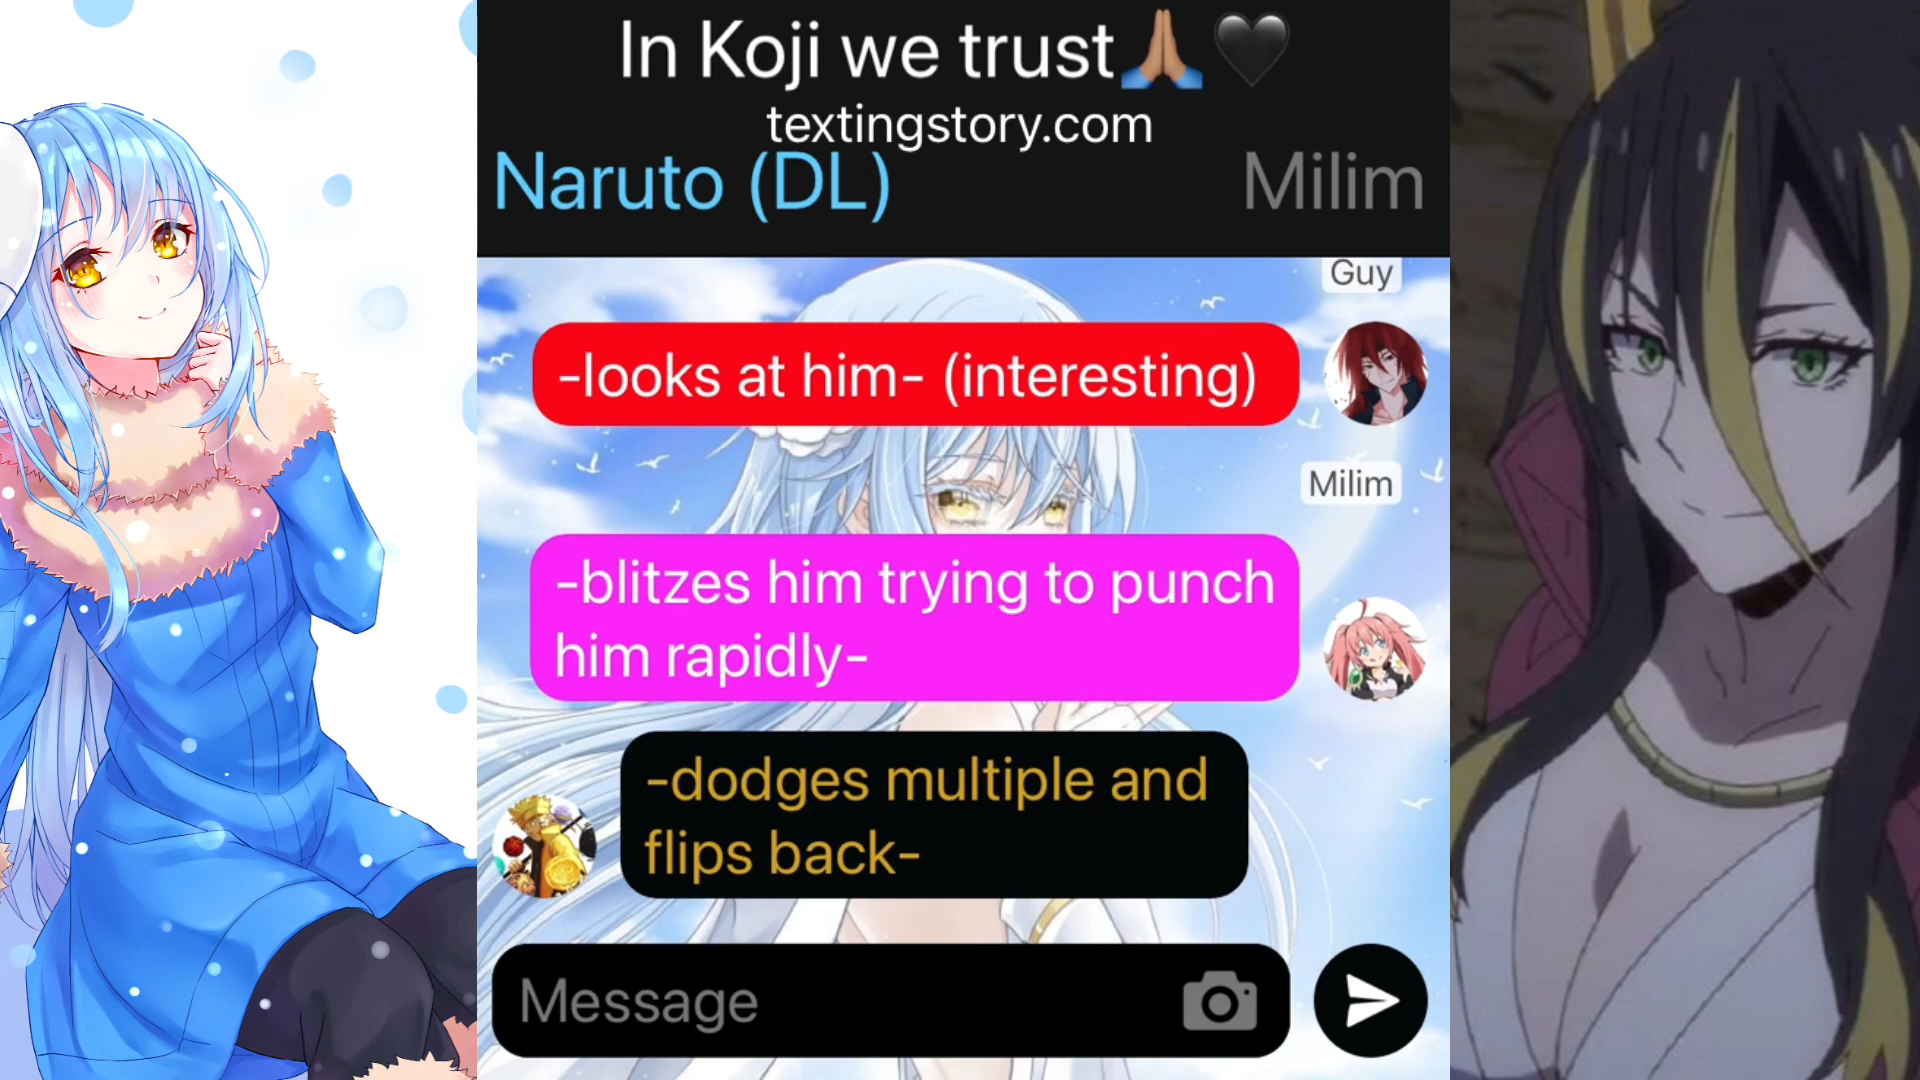 In Koji we trust🙏🏽🖤
textingstory.com
Naruto (DL)
Milim
Guy
-looks at him- (interesting)
Milim
-blitzes him trying to punch
him rapidly-
-dodges multiple and
flips back-
Message